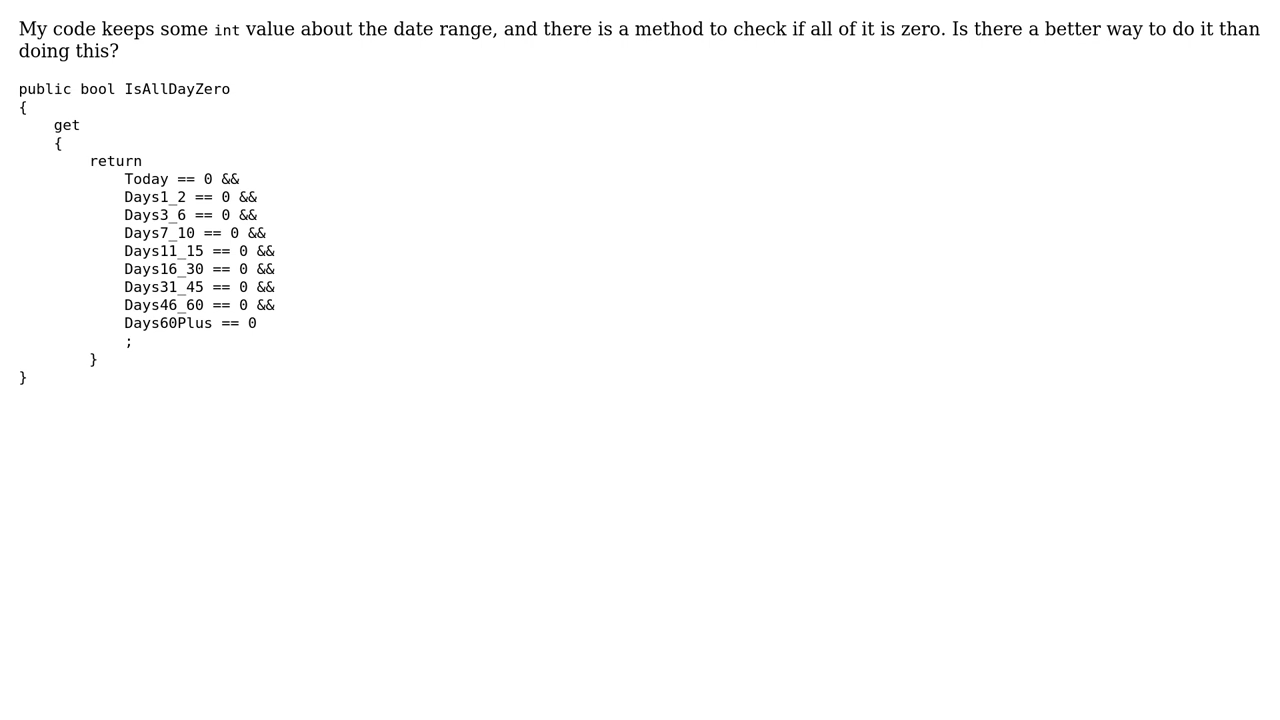 My code keeps some int value about the date range, and there is a method to check if all of it is zero. Is there a better way to do it than
doing this?
public bool IsAllDayZero
{
    get
    {
        return
            Today == 0 &&
            Days1_2 == 0 &&
            Days3_6 == 0 &&
            Days7_10 == 0 &&
            Days11_15 == 0 &&
            Days16_30 == 0 &&
            Days31_45 == 0 &&
            Days46_60 == 0 &&
            Days60Plus == 0
            ;
        }
}